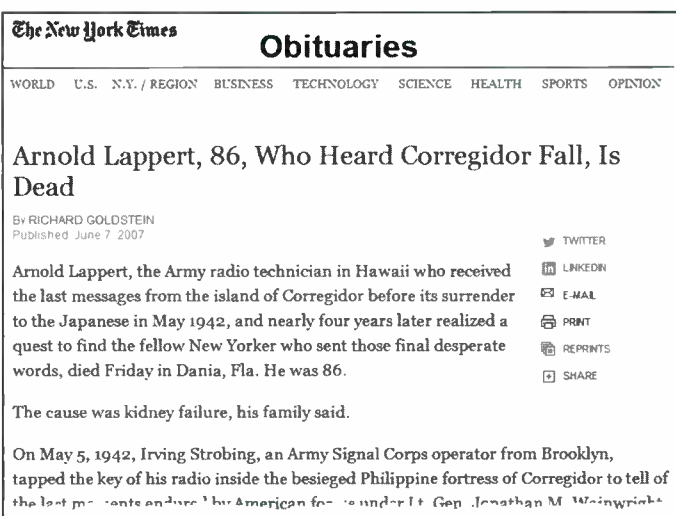 The New York Times
Obituaries
WORLD U.S. N.Y. / REGION BUSINESS TECHNOLOGY SCIENCE HEALTH SPORTS OPINION
Arnold Lappert, 86, Who Heard Corregidor Fall, Is
Dead
By RICHARD GOLDSTEIN
Published June 7 2007
TWITTER
LINKEDIN
E-MAIL
PRINT
REPRINTS
SHARE
Arnold Lappert, the Army radio technician in Hawaii who received
the last messages from the island of Corregidor before its surrender
to the Japanese in May 1942, and nearly four years later realized a
quest to find the fellow New Yorker who sent those final desperate
words, died Friday in Dania, Fla. He was 86.
The cause was kidney failure, his family said.
On May 5, 1942, Irving Strobing, an Army Signal Corps operator from Brooklyn,
tapped the key of his radio inside the besieged Philippine fortress of Corregidor to tell of
the last by American under Lt. Gen. Jonathan M. Wainwright